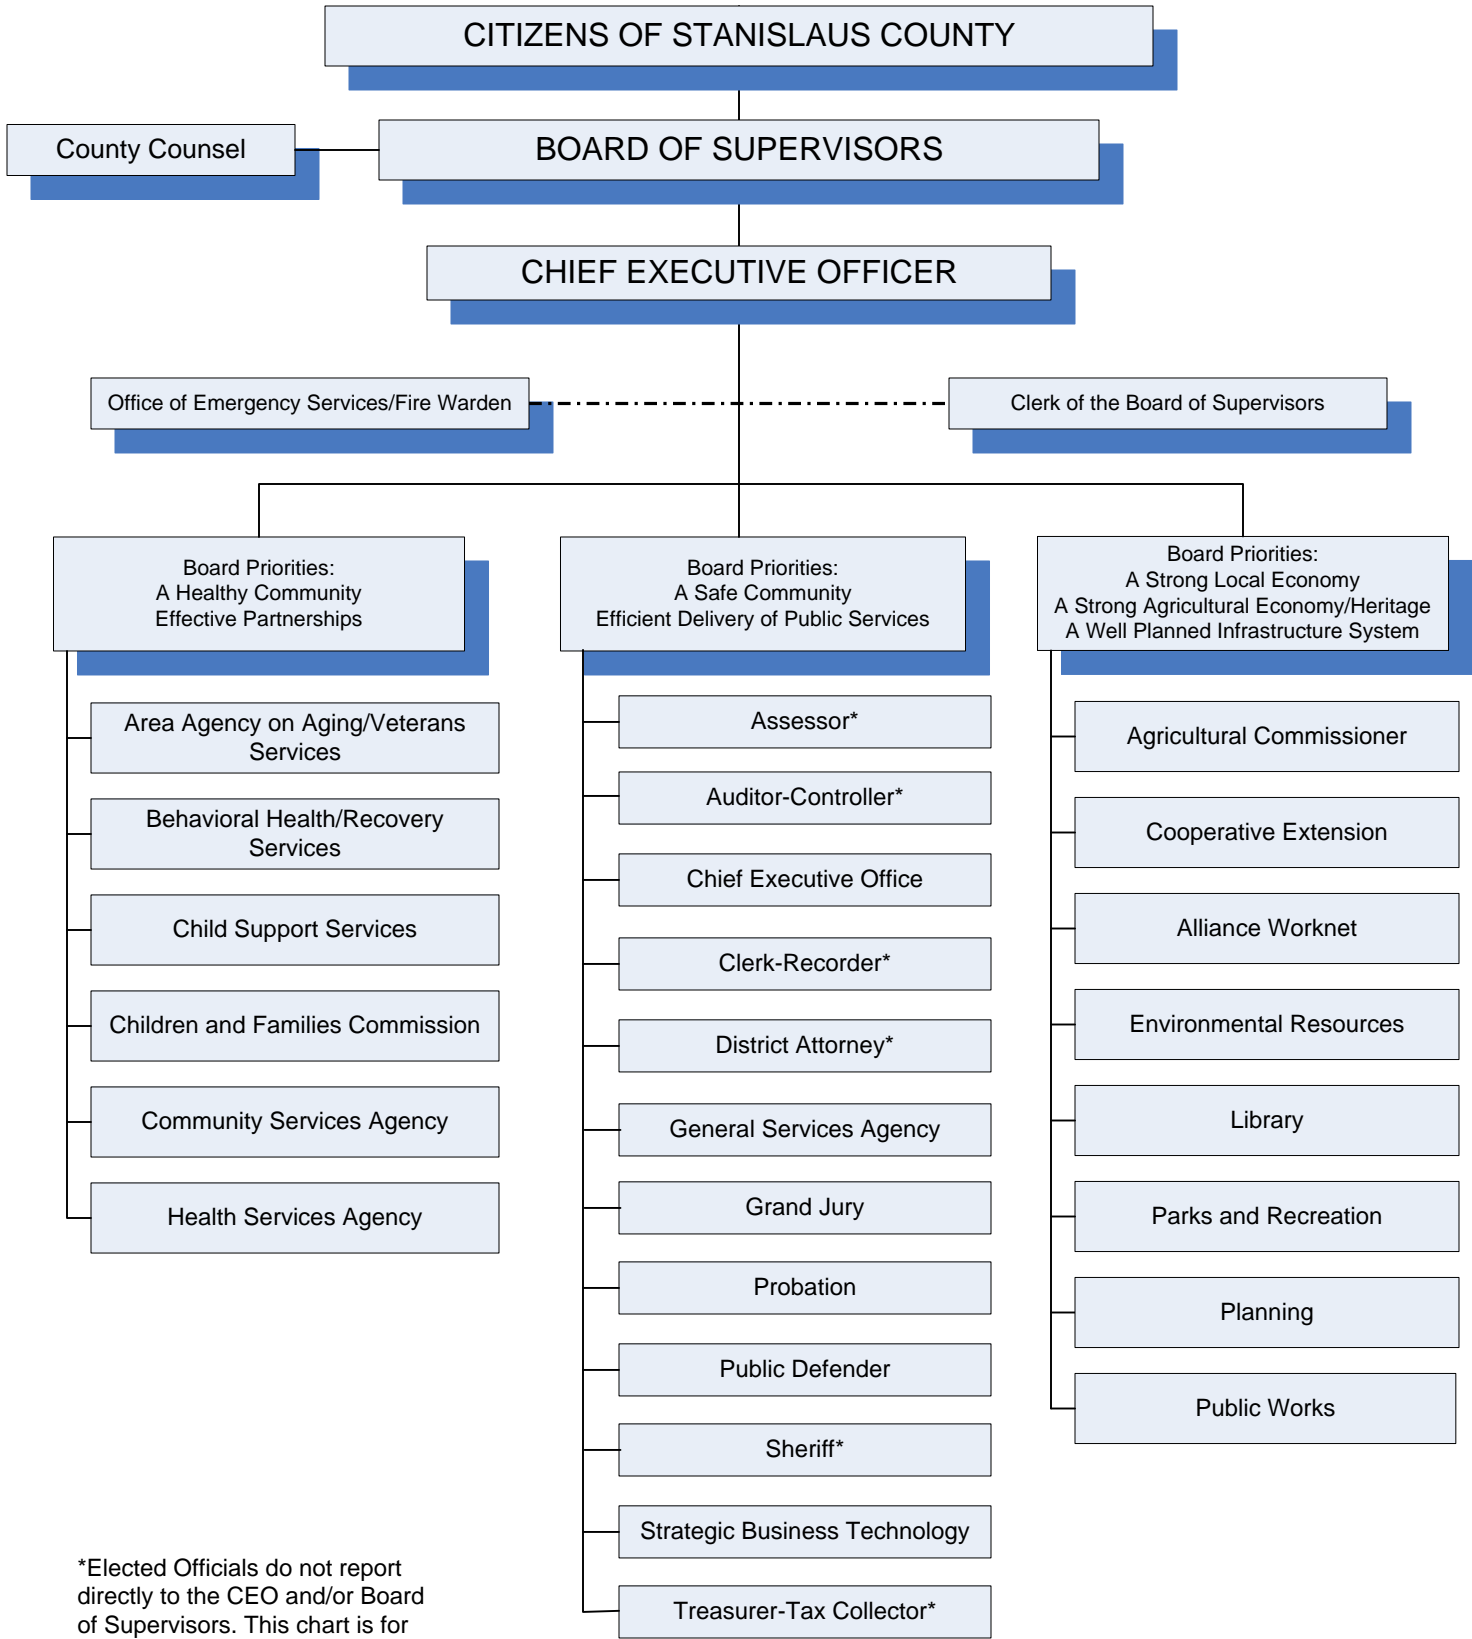 CITIZENS OF STANISLAUS COUNTY
County Counsel
BOARD OF SUPERVISORS
CHIEF EXECUTIVE OFFICER
Office of Emergency Services/Fire Warden
Clerk of the Board of Supervisors
Board Priorities:
A Healthy Community
Effective Partnerships
Area Agency on Aging/Veterans
Services
Behavioral Health/Recovery
Services
Child Support Services
Children and Families Commission
Community Services Agency
Health Services Agency
Board Priorities:
A Safe Community
Efficient Delivery of Public Services
Assessor*
Auditor-Controller*
Chief Executive Office
Clerk-Recorder*
District Attorney*
General Services Agency
Grand Jury
Probation
Public Defender
Sheriff*
Strategic Business Technology
Treasurer-Tax Collector*
Board Priorities:
A Strong Local Economy
A Strong Agricultural Economy/Heritage
A Well Planned Infrastructure System
Agricultural Commissioner
Cooperative Extension
Alliance Worknet
Environmental Resources
Library
Parks and Recreation
Planning
Public Works
*Elected Officials do not report
directly to the CEO and/or Board
of Supervisors. This chart is for